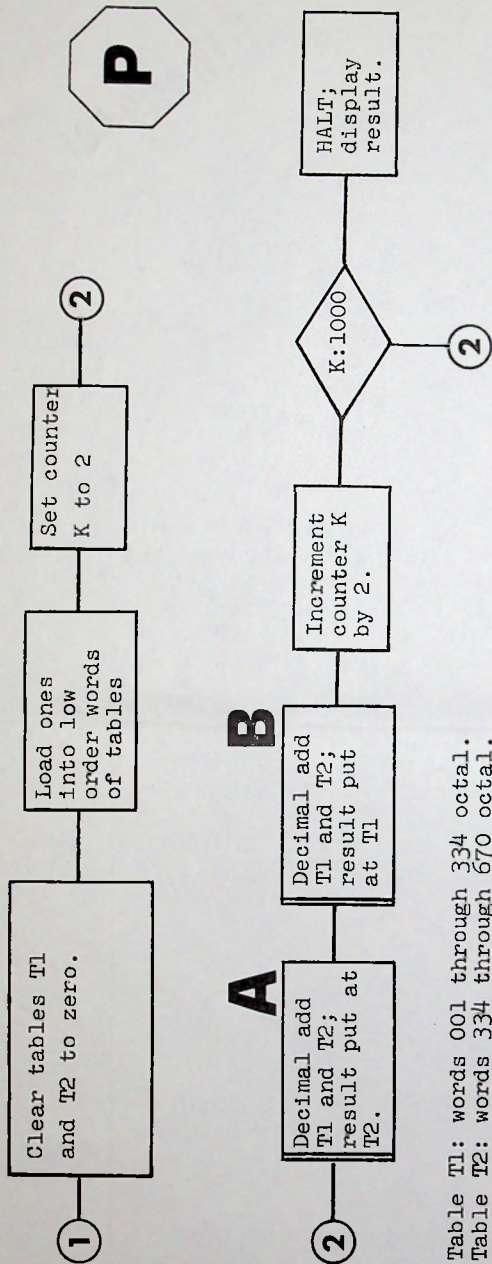 P
1
Clear tables T1
and T2 to zero.
Load ones
into low
order words
of tables
Set counter
K to 2
2
2
A
Decimal add
T1 and T2;
result put at
T2.
B
Decimal add
T1 and T2;
result put
at T1
Increment
counter K
by 2.
K:1000
2
HALT;
display
result.
Table T1: words 001 through 334 octal.
Table T2: words 334 through 670 octal.